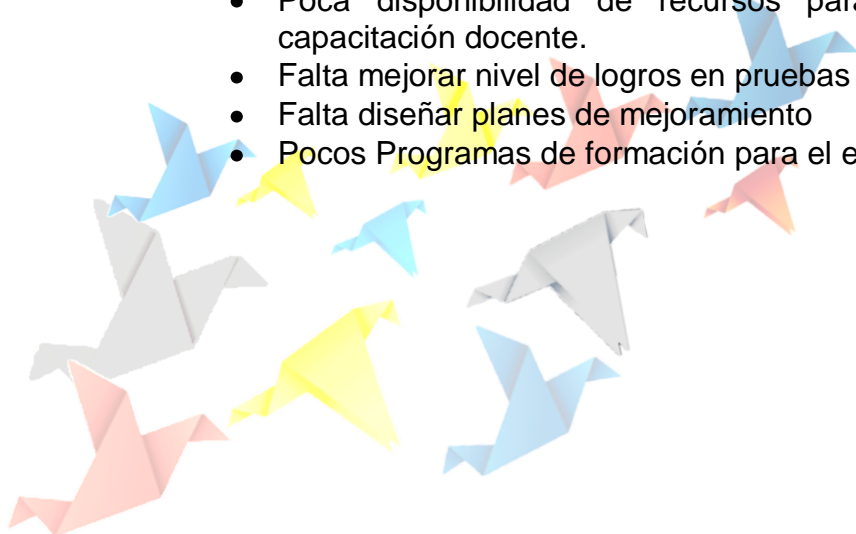 • Poca disponibilidad de recursos para
capacitación docente.
• Falta mejorar nivel de logros en pruebas
• Falta diseñar planes de mejoramiento
• Pocos Programas de formación para el